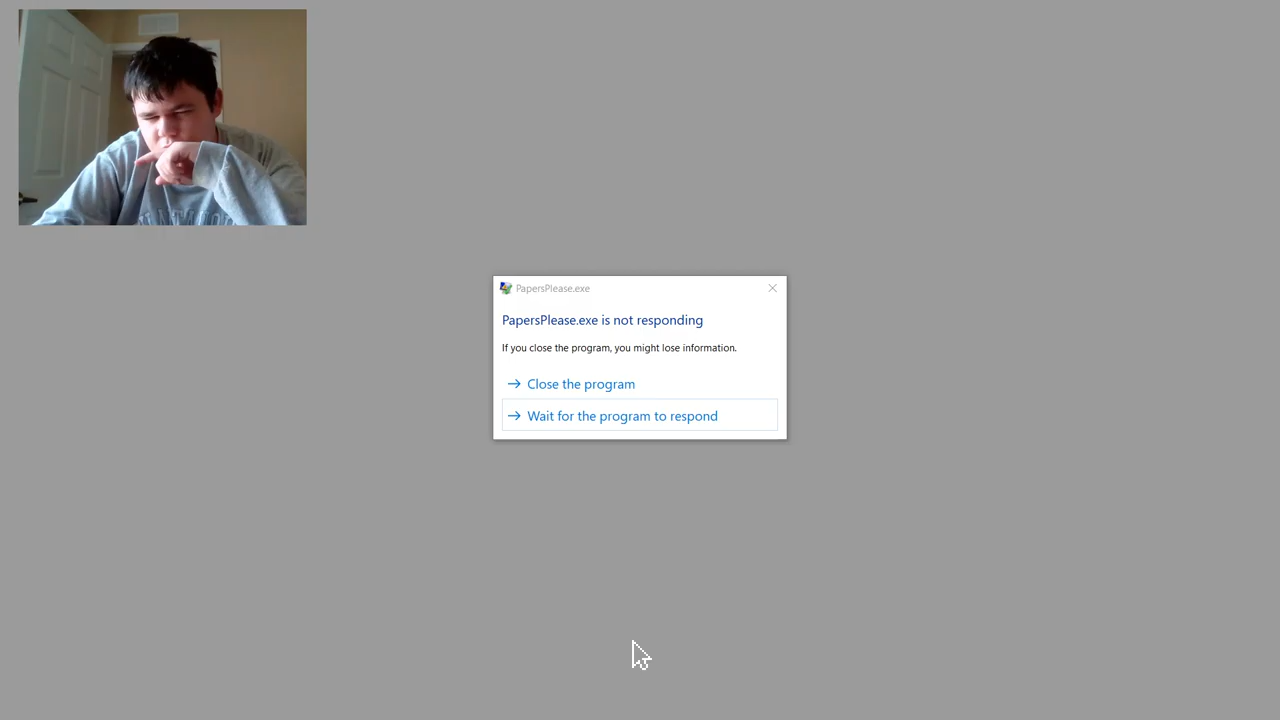 PapersPlease.exe
PapersPlease.exe is not responding
If you close the program, you might lose information.
Close the program
Wait for the program to respond